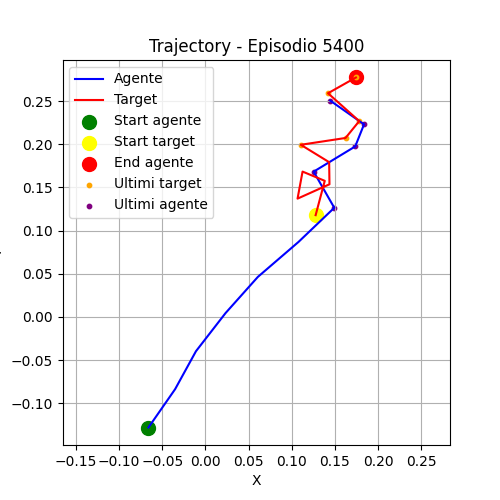 Trajectory - Episodio 5400
Agente
Target
Start agente
Start target
End agente
Ultimi target
Ultimi agente
0.25
0.20
0.15
0.10
0.05
0.00
−0.05
−0.10
−0.15 −0.10 −0.05 0.00 0.05 0.10 0.15 0.20 0.25
X